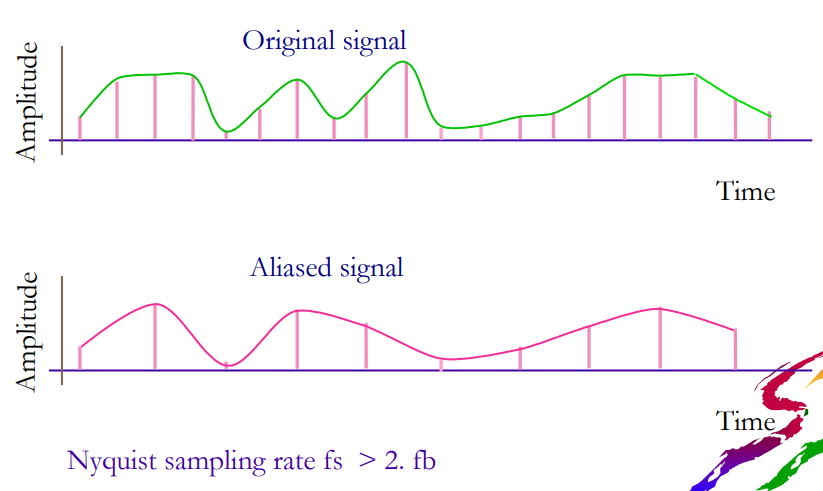 Original signal
Amplitude
Time
Aliased signal
Amplitude
Time
Nyquist sampling rate fs > 2. fb